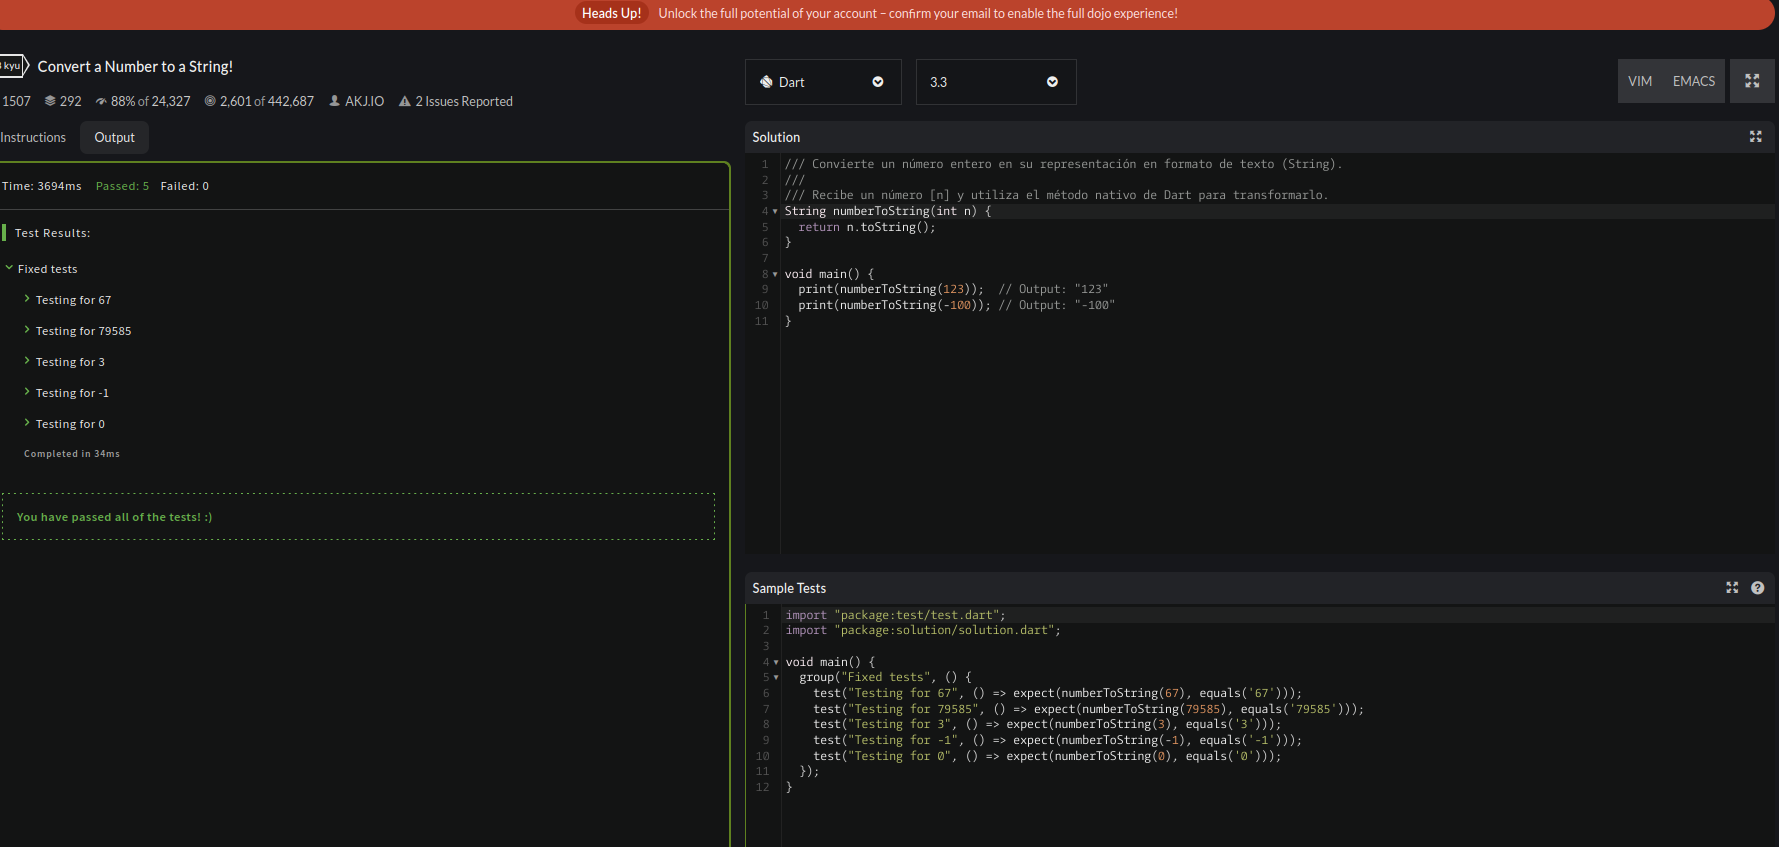 Heads Up! Unlock the full potential of your account – confirm your email to enable the full dojo experience!
kyu Convert a Number to a String!
1507 292 88% of 24,327 2,601 of 442,687 AKJ.IO 2 Issues Reported
Instructions Output
Time: 3694ms Passed: 5 Failed: 0
Test Results:
Fixed tests
Testing for 67
Testing for 79585
Testing for 3
Testing for -1
Testing for 0
Completed in 34ms
You have passed all of the tests! :)
Dart 3.3 VIM EMACS
Solution
1 /// Convierte un número entero en su representación en formato de texto (String).
2 ///
3 /// Recibe un número [n] y utiliza el método nativo de Dart para transformarlo.
4 String numberToString(int n) {
5 return n.toString();
6 }
7
8 void main() {
9 print(numberToString(123)); // Output: "123"
10 print(numberToString(-100)); // Output: "-100"
11 }
Sample Tests
1 import "package:test/test.dart";
2 import "package:solution/solution.dart";
3
4 void main() {
5 group("Fixed tests", () {
6 test("Testing for 67", () => expect(numberToString(67), equals('67')));
7 test("Testing for 79585", () => expect(numberToString(79585), equals('79585')));
8 test("Testing for 3", () => expect(numberToString(3), equals('3')));
9 test("Testing for -1", () => expect(numberToString(-1), equals('-1')));
10 test("Testing for 0", () => expect(numberToString(0), equals('0')));
11 });
12 }